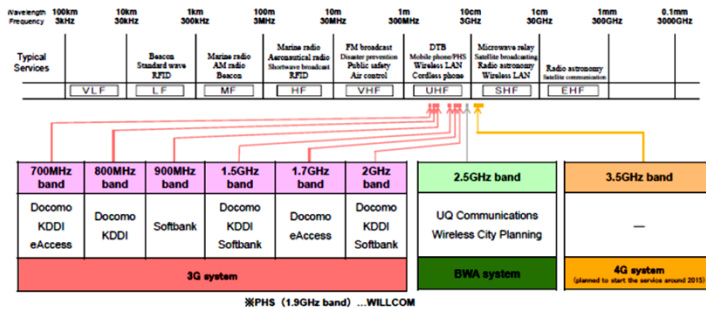 Wavelength 100km 10km 1km 100m 10m 1m 10cm 1cm 1mm 0.1mm
Frequency 3kHz 30kHz 300kHz 3MHz 30MHz 300MHz 3GHz 30GHz 300GHz 3000GHz
Typical
Services
Beacon
Standard wave
RFID
Marine radio
AM radio
Beacon
Marine radio
Aeronautical radio
Shortwave broadcast
RFID
FM broadcast
Disaster prevention
Public safety
Air control
DTB
Mobile phone/PHS
Wireless LAN
Cordless phone
Microwave relay
Satellite broadcasting
Radio astronomy
Wireless LAN
Radio astronomy
Satellite communication
VLF LF MF HF VHF UHF SHF EHF
700MHz
band
800MHz
band
900MHz
band
1.5GHz
band
1.7GHz
band
2GHz
band
2.5GHz band
3.5GHz band
Docomo
KDDI
eAccess
Docomo
KDDI
Softbank
Docomo
KDDI
Softbank
Docomo
eAccess
Docomo
KDDI
Softbank
UQ Communications
Wireless City Planning
—
3G system
BWA system
4G system
(planned to start the service around 2015)
※PHS（1.9GHz band）…WILLCOM